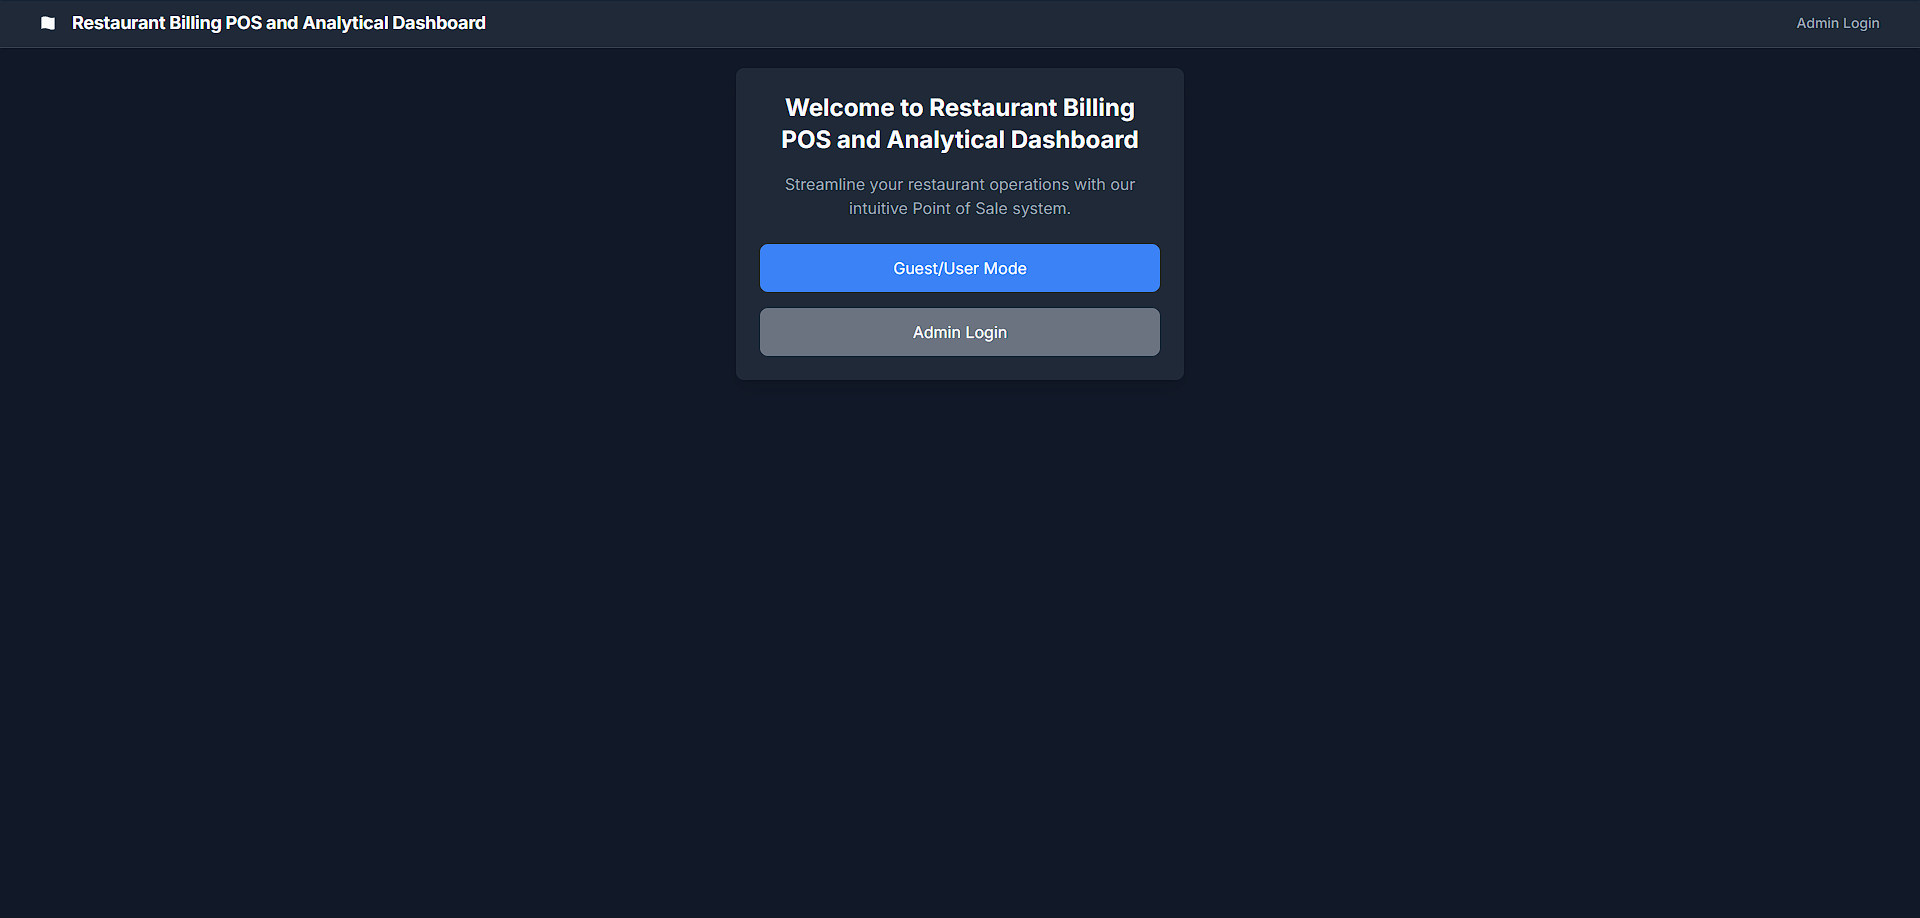 Restaurant Billing POS and Analytical Dashboard
Admin Login
Welcome to Restaurant Billing
POS and Analytical Dashboard
Streamline your restaurant operations with our
intuitive Point of Sale system.
Guest/User Mode
Admin Login